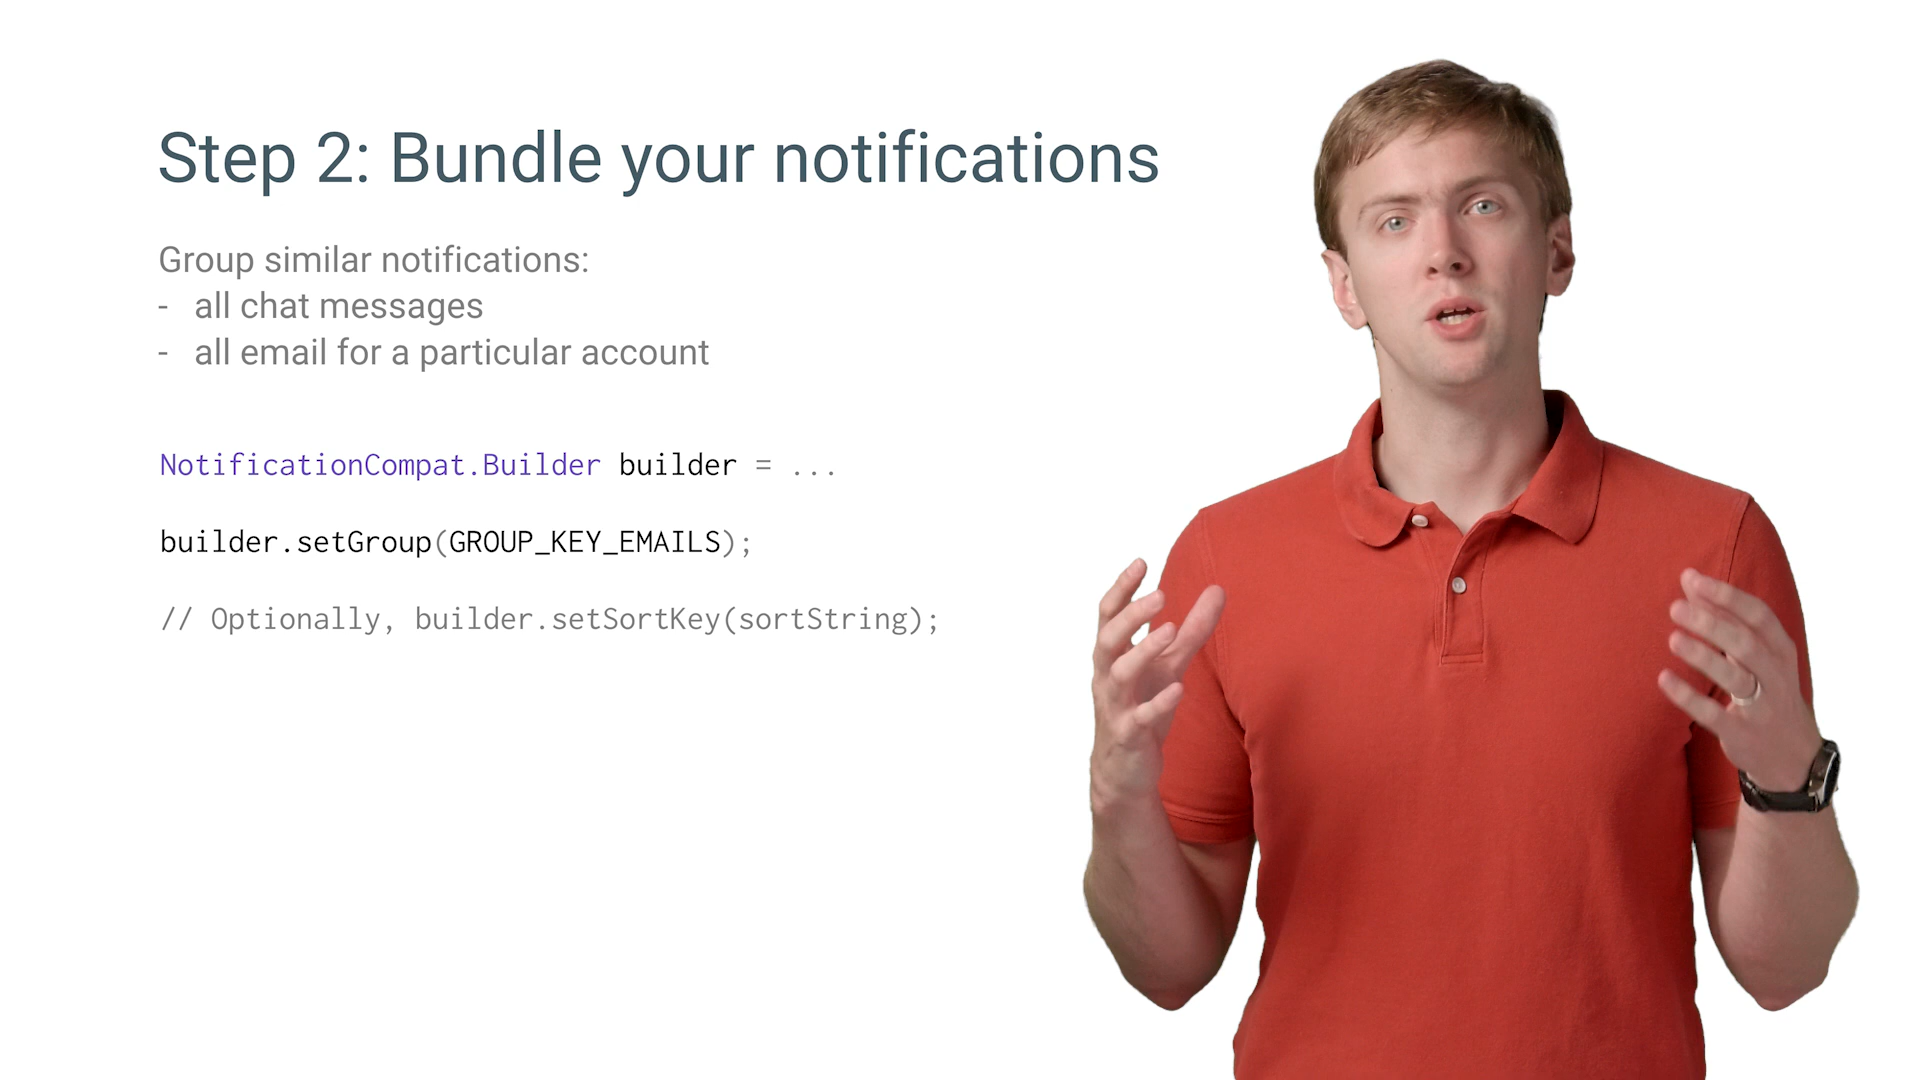 Step 2: Bundle your notifications
Group similar notifications:
- all chat messages
- all email for a particular account
NotificationCompat.Builder builder = ...
builder.setGroup(GROUP_KEY_EMAILS);
// Optionally, builder.setSortKey(sortString);